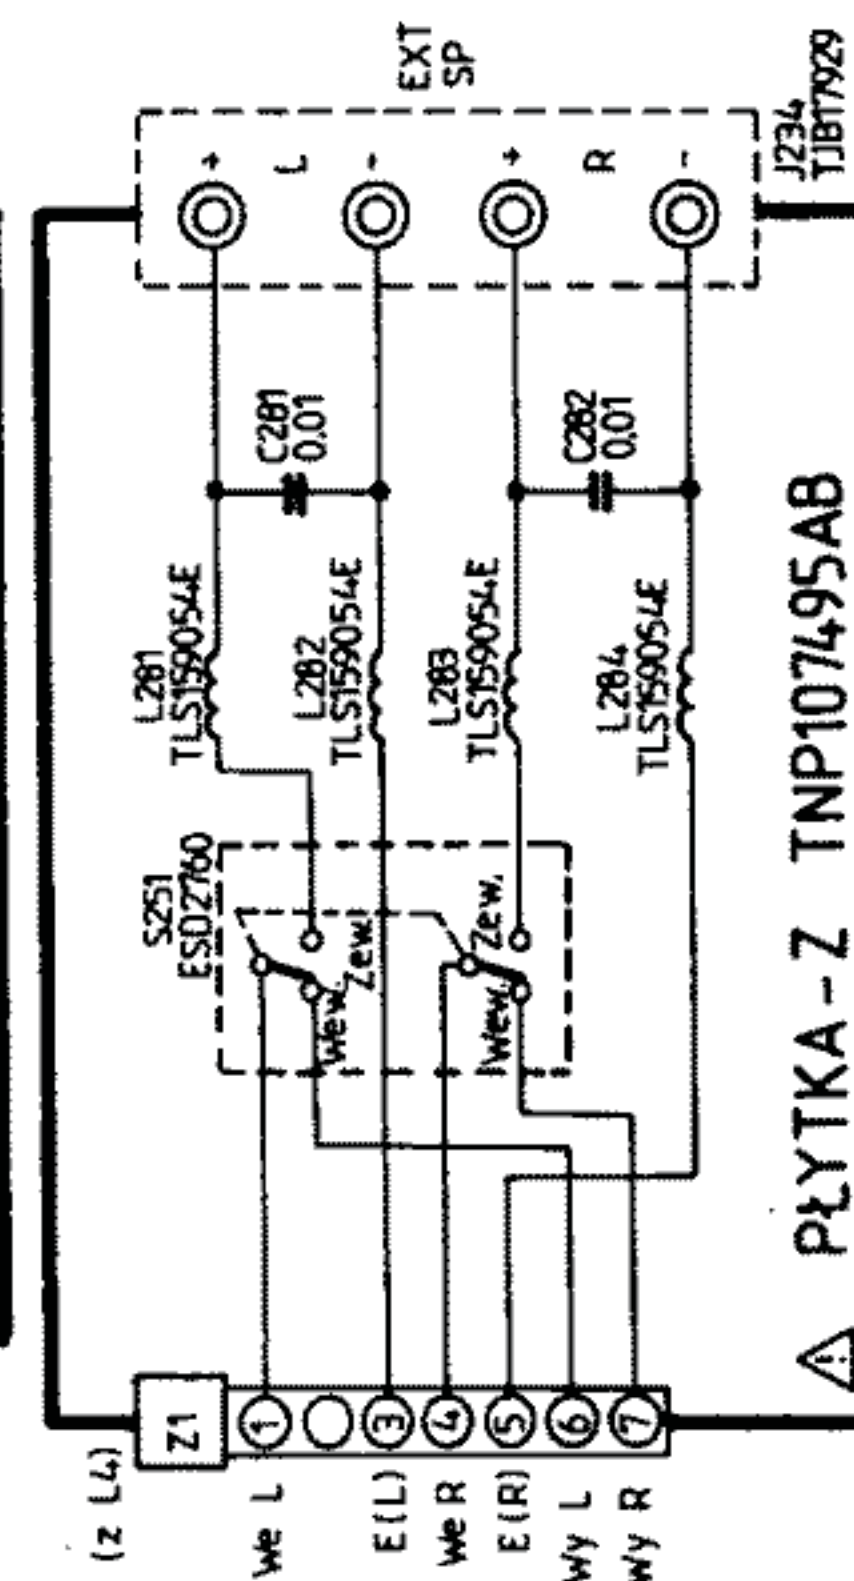 EXT
SP
+
L
-
+
R
-
J234
TJB17929
C281
0.01
C282
0.01
L281
TLS159054E
L282
TLS159054E
L283
TLS159054E
L284
TLS159054E
S251
ESD2760
Wew.
Zew.
Wew.
Zew.
PŁYTKA-Z TNP107495AB
(z L4)
Z1
1
3
4
5
6
7
We L
E(L)
We R
E(R)
Wy L
Wy R